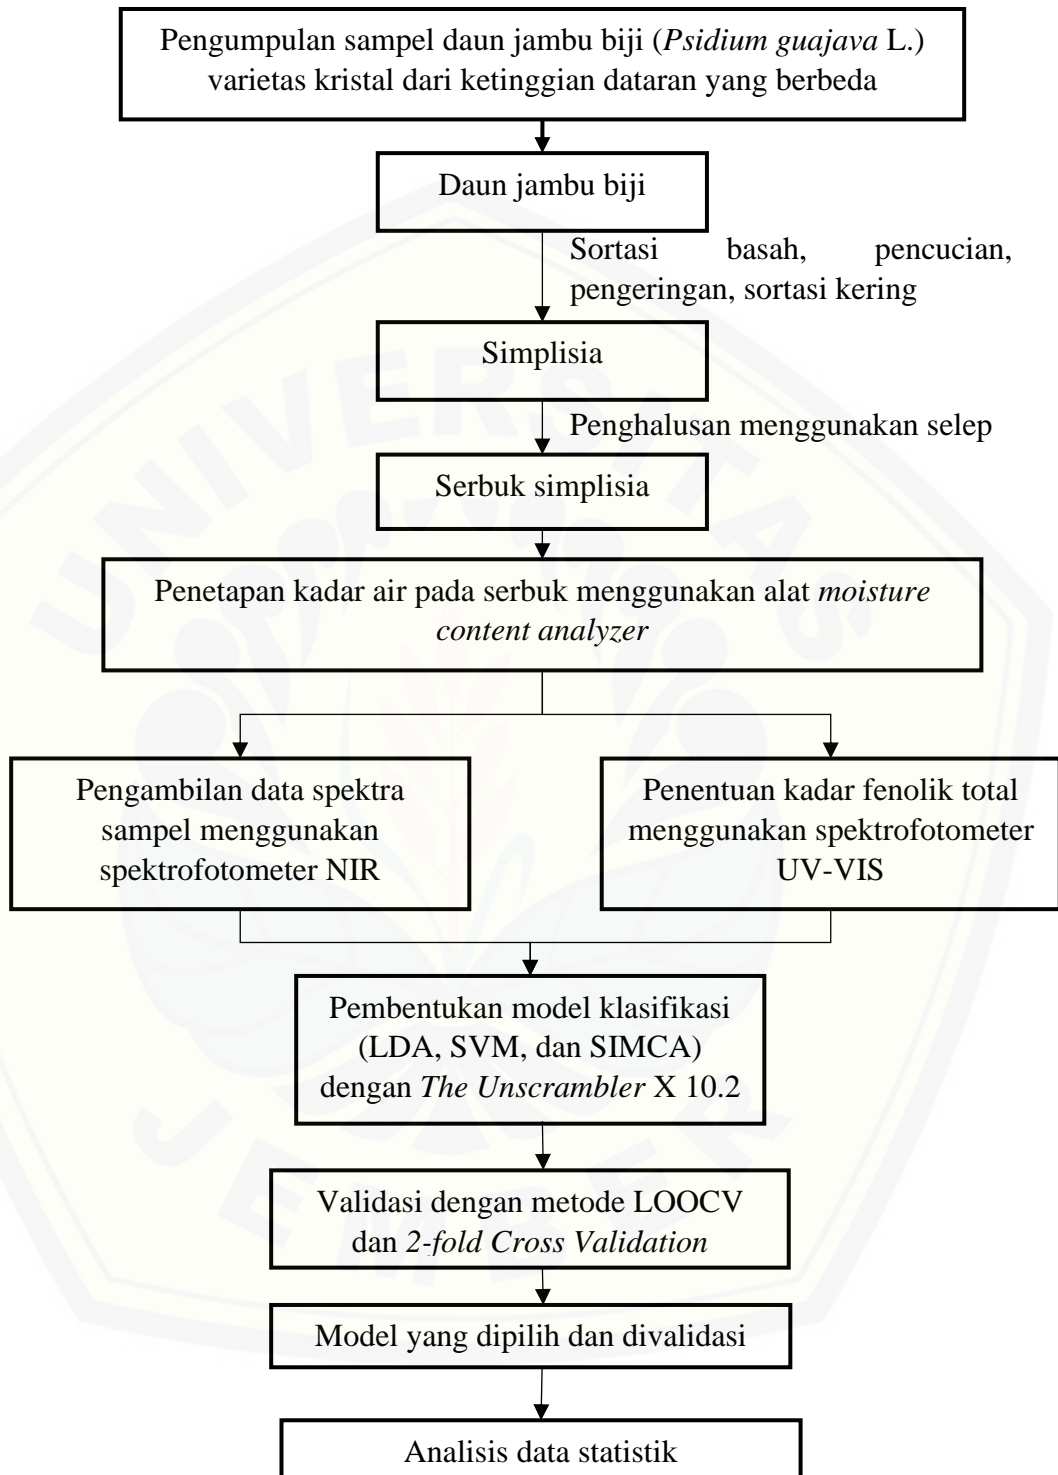 Pengumpulan sampel daun jambu biji (Psidium guajava L.)
varietas kristal dari ketinggian dataran yang berbeda
Daun jambu biji
Sortasi basah, pencucian,
pengeringan, sortasi kering
Simplisia
Penghalusan menggunakan selep
Serbuk simplisia
Penetapan kadar air pada serbuk menggunakan alat moisture
content analyzer
Pengambilan data spektra
sampel menggunakan
spektrofotometer NIR
Penentuan kadar fenolik total
menggunakan spektrofotometer
UV-VIS
Pembentukan model klasifikasi
(LDA, SVM, dan SIMCA)
dengan The Unscrambler X 10.2
Validasi dengan metode LOOCV
dan 2-fold Cross Validation
Model yang dipilih dan divalidasi
Analisis data statistik
UNIVERSITAS
JEMBER